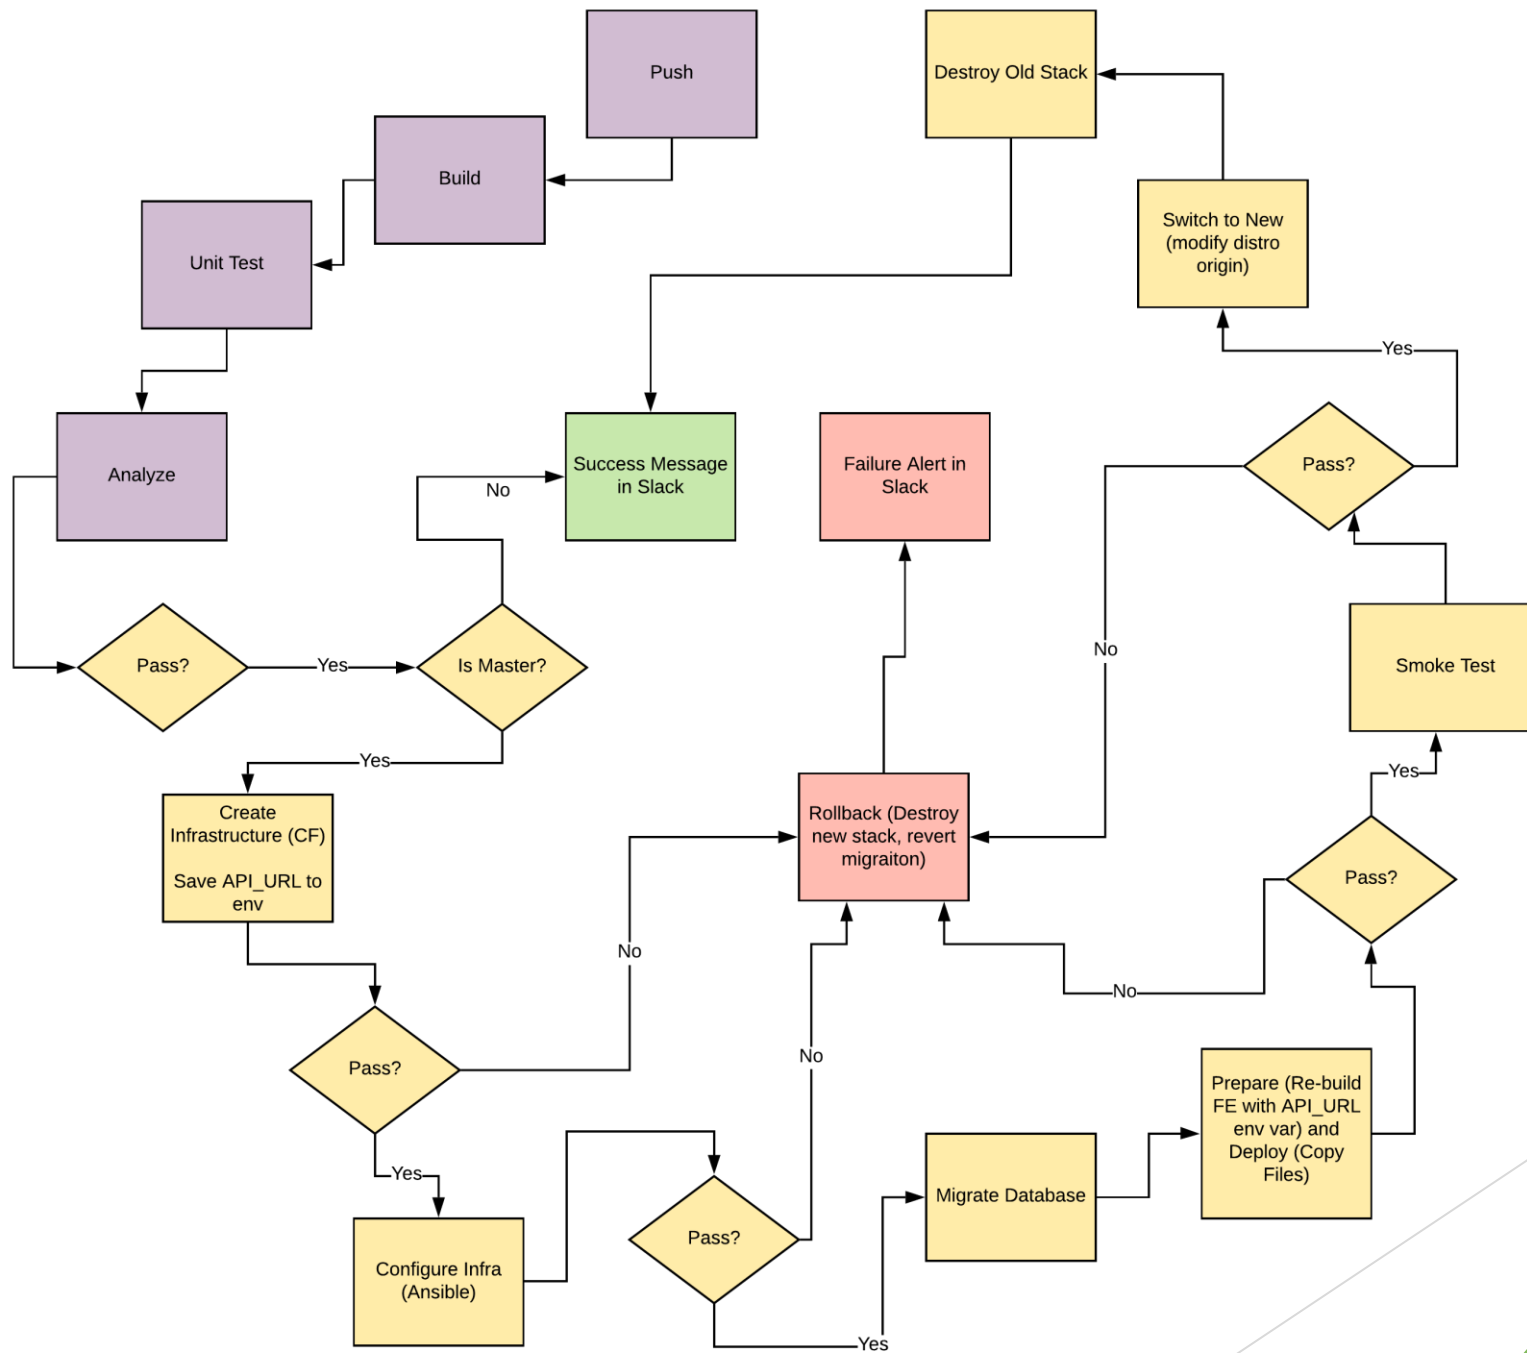 Push
Destroy Old Stack
Build
Switch to New
(modify distro
origin)
Unit Test
Yes
Analyze
No
Success Message
in Slack
Failure Alert in
Slack
Pass?
Pass?
Yes
Is Master?
No
Smoke Test
Yes
Yes
Create
Infrastructure (CF)
Save API_URL to
env
Rollback (Destroy
new stack, revert
migraiton)
Pass?
No
No
Pass?
No
Yes
Prepare (Re-build
FE with API_URL
env var) and
Deploy (Copy
Files)
Configure Infra
(Ansible)
Pass?
Migrate Database
Yes